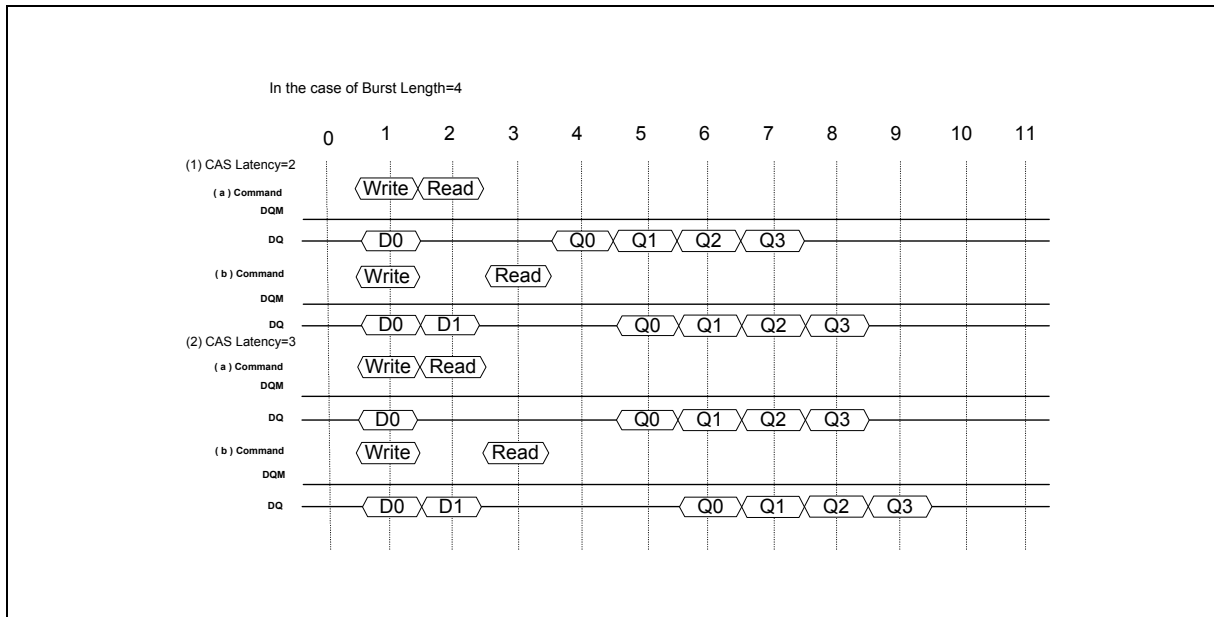 In the case of Burst Length=4
0 1 2 3 4 5 6 7 8 9 10 11
(1) CAS Latency=2
( a ) Command Write Read
DQM
DQ D0 Q0 Q1 Q2 Q3
( b ) Command Write Read
DQM
DQ D0 D1 Q0 Q1 Q2 Q3
(2) CAS Latency=3
( a ) Command Write Read
DQM
DQ D0 Q0 Q1 Q2 Q3
( b ) Command Write Read
DQM
DQ D0 D1 Q0 Q1 Q2 Q3